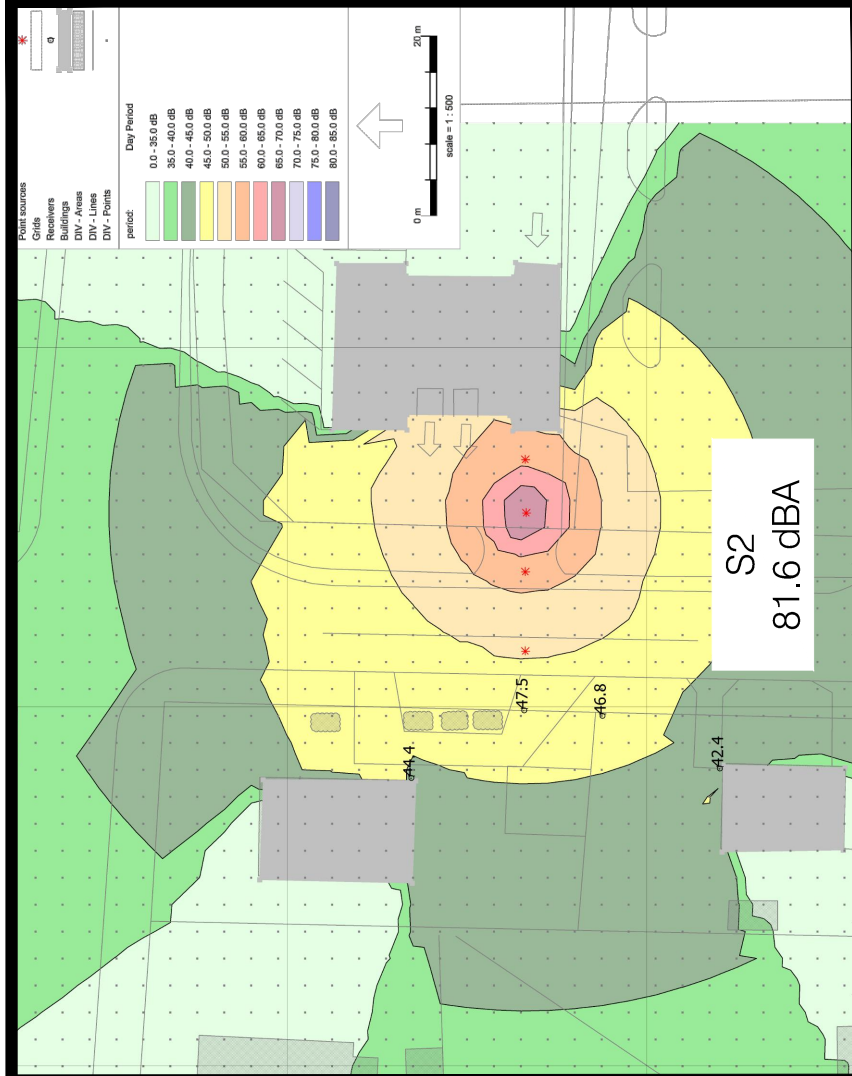 Point sources
Grids
Receivers
Buildings
DIV - Areas
DIV - Lines
DIV - Points
period:
Day Period
0.0 - 35.0 dB
35.0 - 40.0 dB
40.0 - 45.0 dB
45.0 - 50.0 dB
50.0 - 55.0 dB
55.0 - 60.0 dB
60.0 - 65.0 dB
65.0 - 70.0 dB
70.0 - 75.0 dB
75.0 - 80.0 dB
80.0 - 85.0 dB
0 m
20 m
scale = 1 : 500
S2
81.6 dBA
47.5
46.8
44.4
42.4